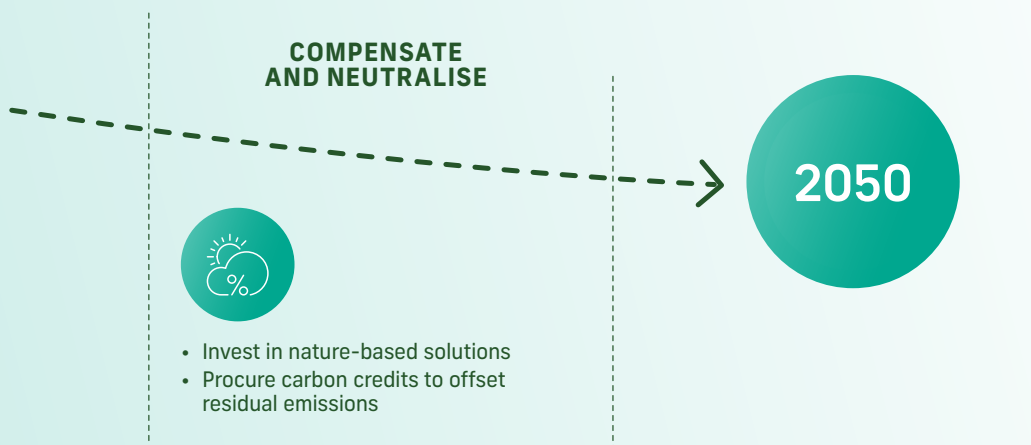 COMPENSATE
AND NEUTRALISE
2050
%
• Invest in nature-based solutions
• Procure carbon credits to offset
residual emissions